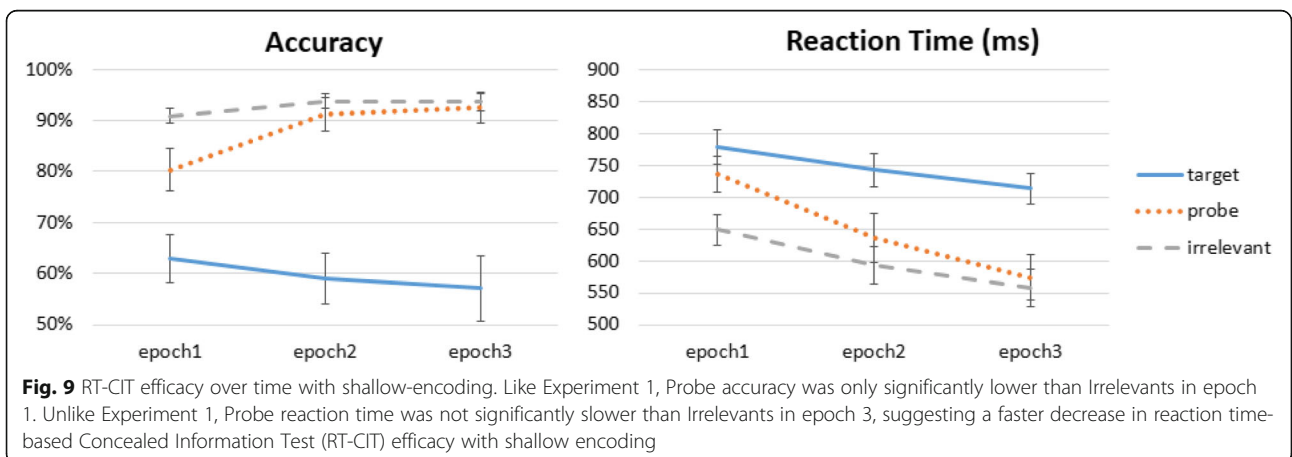 Accuracy
100%
90%
80%
70%
60%
50%
epoch1 epoch2 epoch3
Reaction Time (ms)
900
850
800
750
700
650
600
550
500
epoch1 epoch2 epoch3
target
probe
irrelevant
Fig. 9 RT-CIT efficacy over time with shallow-encoding. Like Experiment 1, Probe accuracy was only significantly lower than Irrelevants in epoch
1. Unlike Experiment 1, Probe reaction time was not significantly slower than Irrelevants in epoch 3, suggesting a faster decrease in reaction time-
based Concealed Information Test (RT-CIT) efficacy with shallow encoding